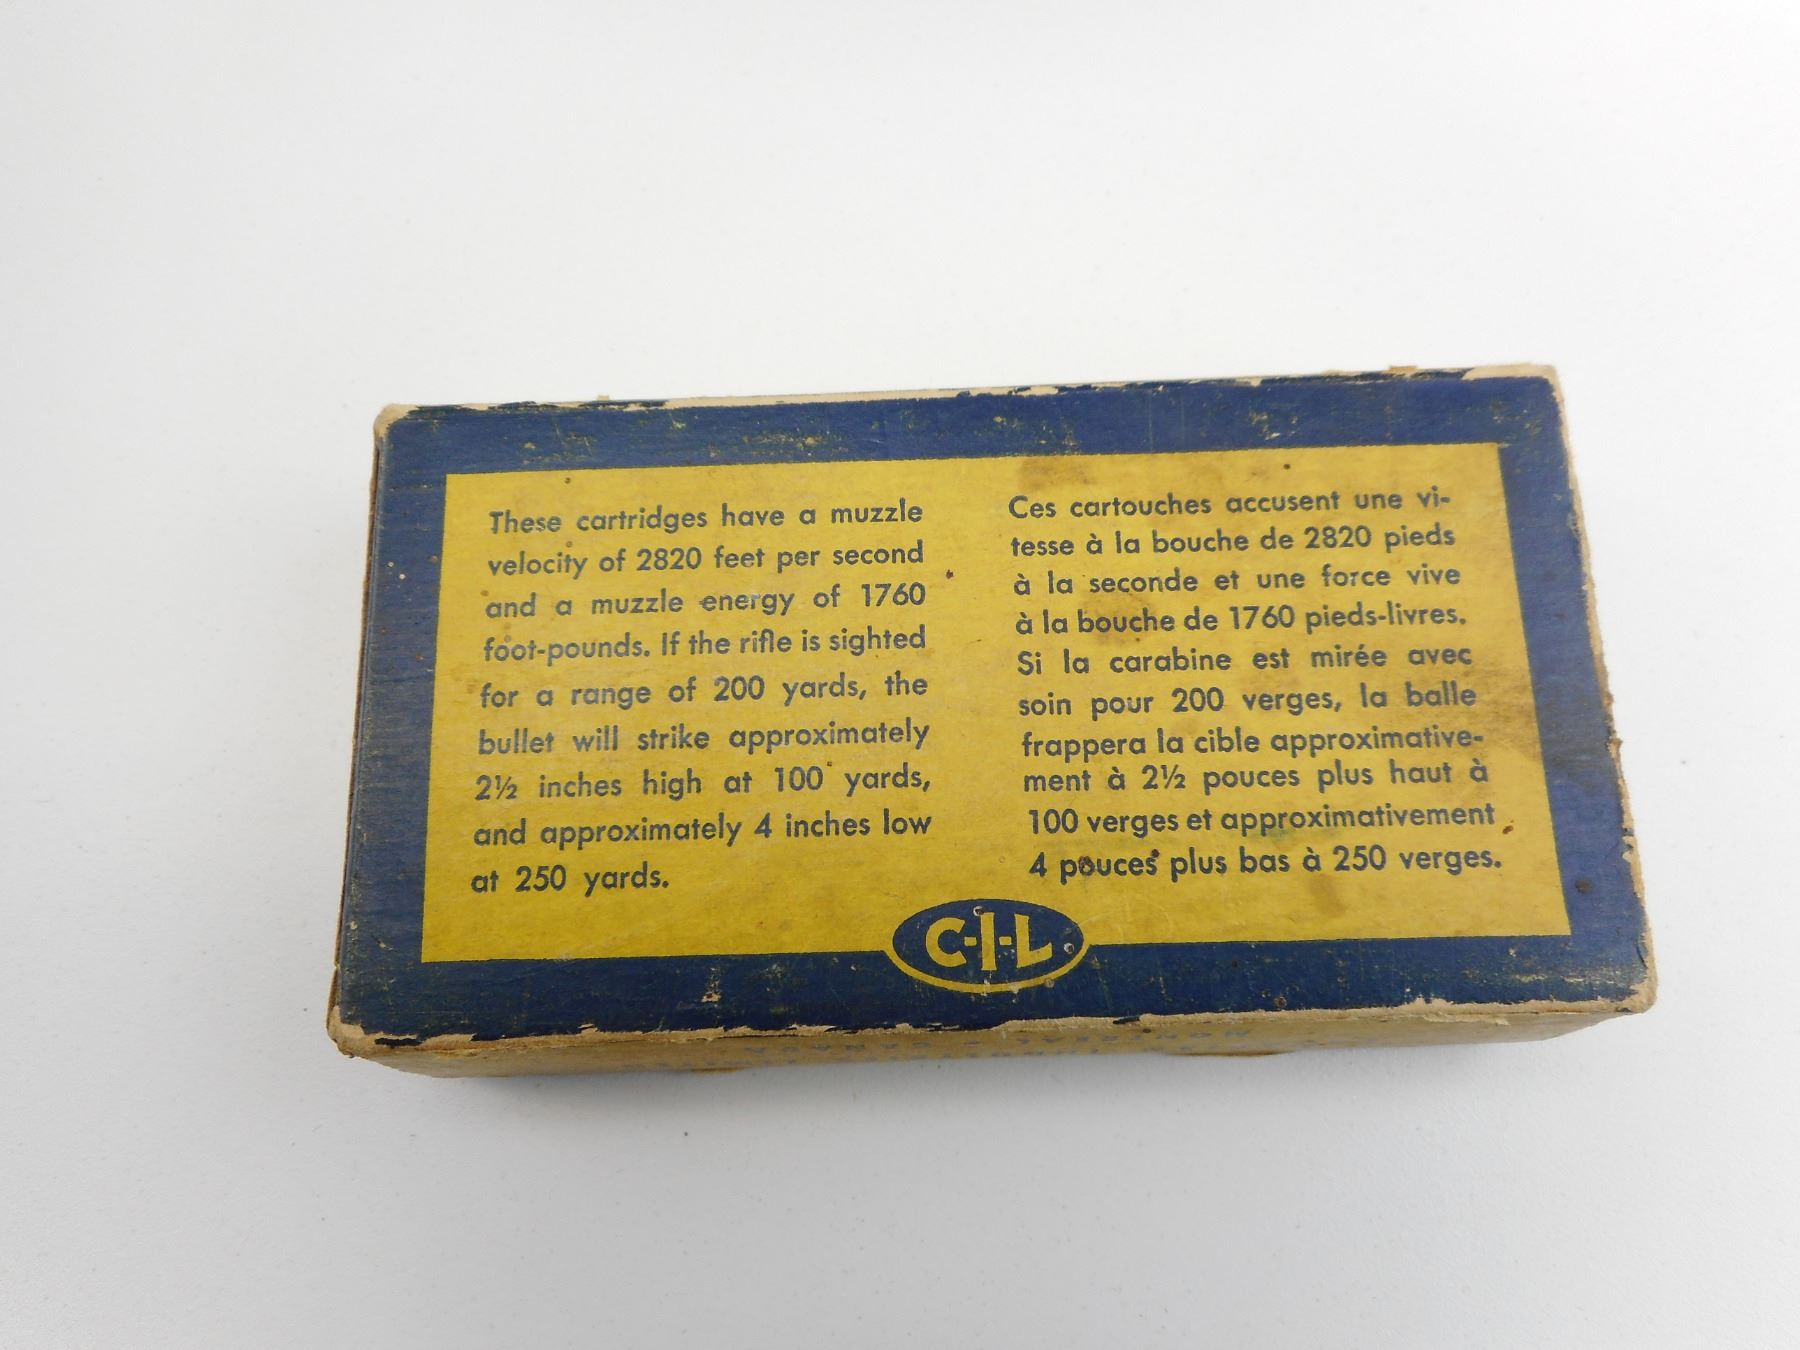 These cartridges have a muzzle
velocity of 2820 feet per second
and a muzzle energy of 1760
foot-pounds. If the rifle is sighted
for a range of 200 yards, the
bullet will strike approximately
2½ inches high at 100 yards,
and approximately 4 inches low
at 250 yards.
Ces cartouches accusent une vi-
tesse à la bouche de 2820 pieds
à la seconde et une force vive
à la bouche de 1760 pieds-livres.
Si la carabine est mirée avec
soin pour 200 verges, la balle
frappera la cible approximative-
ment à 2½ pouces plus haut à
100 verges et approximativement
4 pouces plus bas à 250 verges.
C-I-L